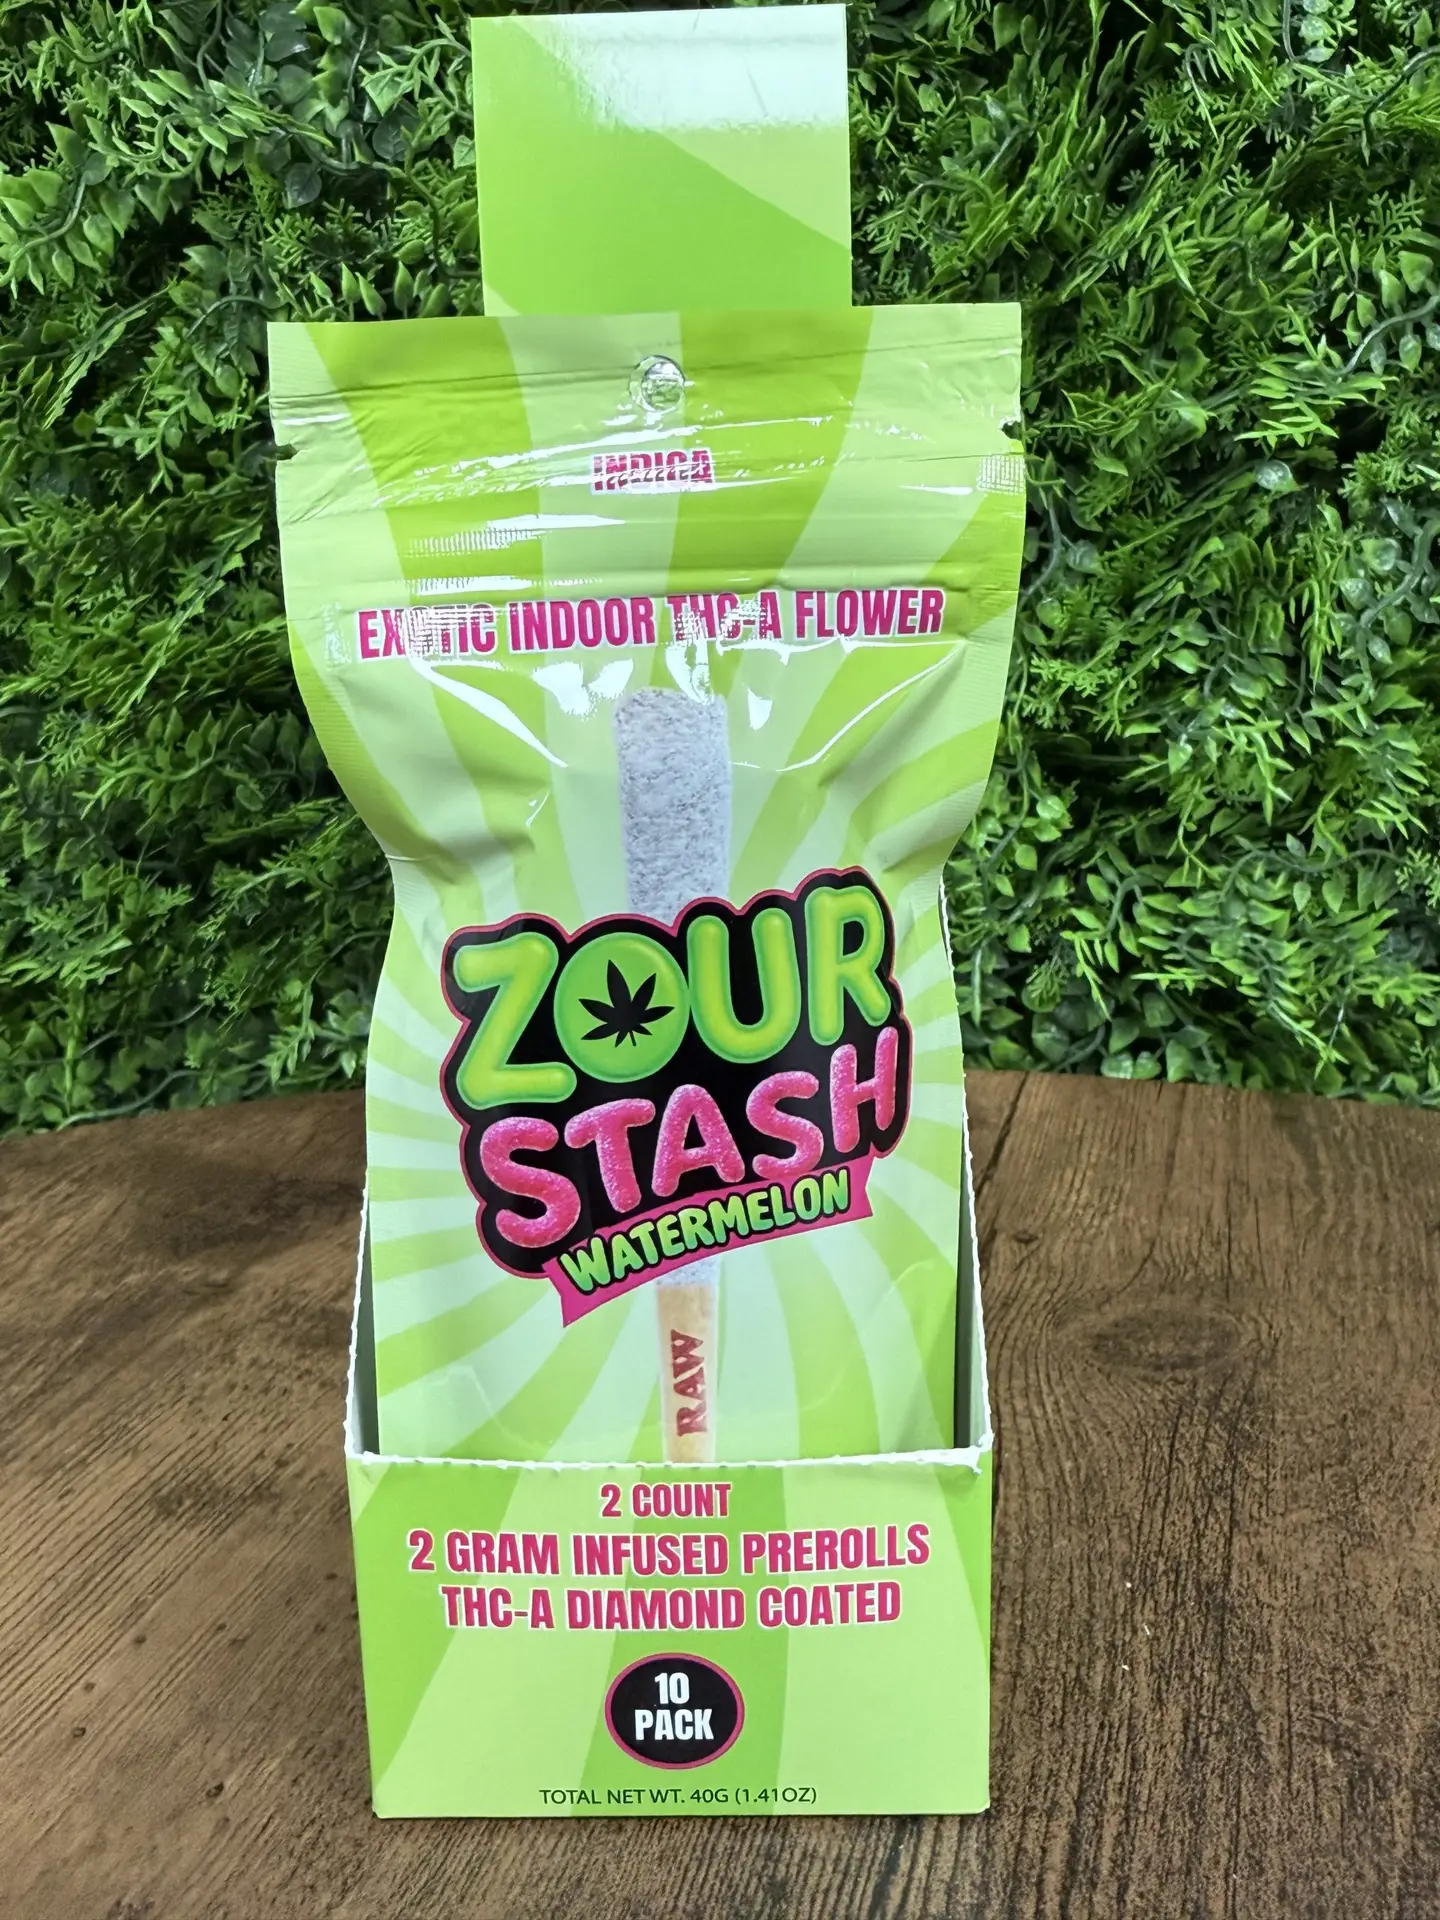 INDICA
EXOTIC INDOOR THC-A FLOWER
ZOUR
STASH
WATERMELON
RAW
2 COUNT
2 GRAM INFUSED PREROLLS
THC-A DIAMOND COATED
10
PACK
TOTAL NET WT. 40G (1.41OZ)